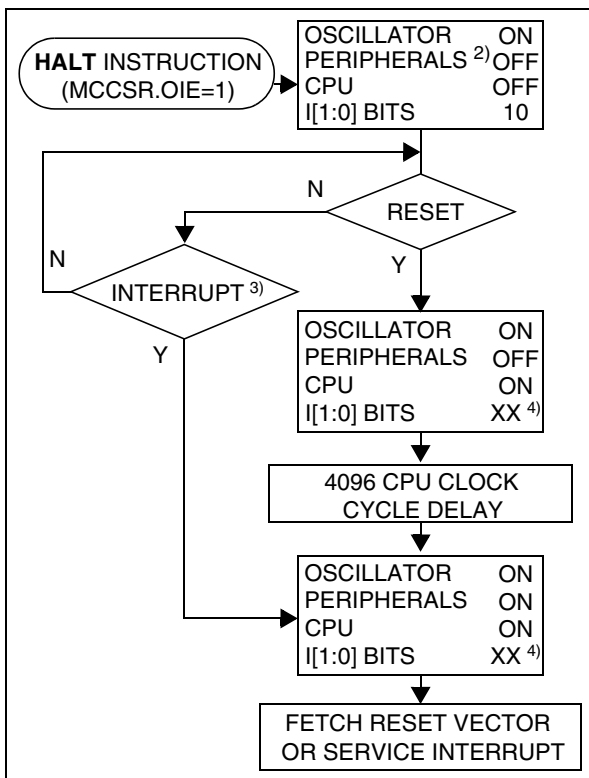 HALT INSTRUCTION
(MCCSR.OIE=1)
OSCILLATOR ON
PERIPHERALS 2) OFF
CPU OFF
I[1:0] BITS 10
N
RESET
N
Y
INTERRUPT 3)
Y
OSCILLATOR ON
PERIPHERALS OFF
CPU ON
I[1:0] BITS XX 4)
4096 CPU CLOCK
CYCLE DELAY
OSCILLATOR ON
PERIPHERALS ON
CPU ON
I[1:0] BITS XX 4)
FETCH RESET VECTOR
OR SERVICE INTERRUPT